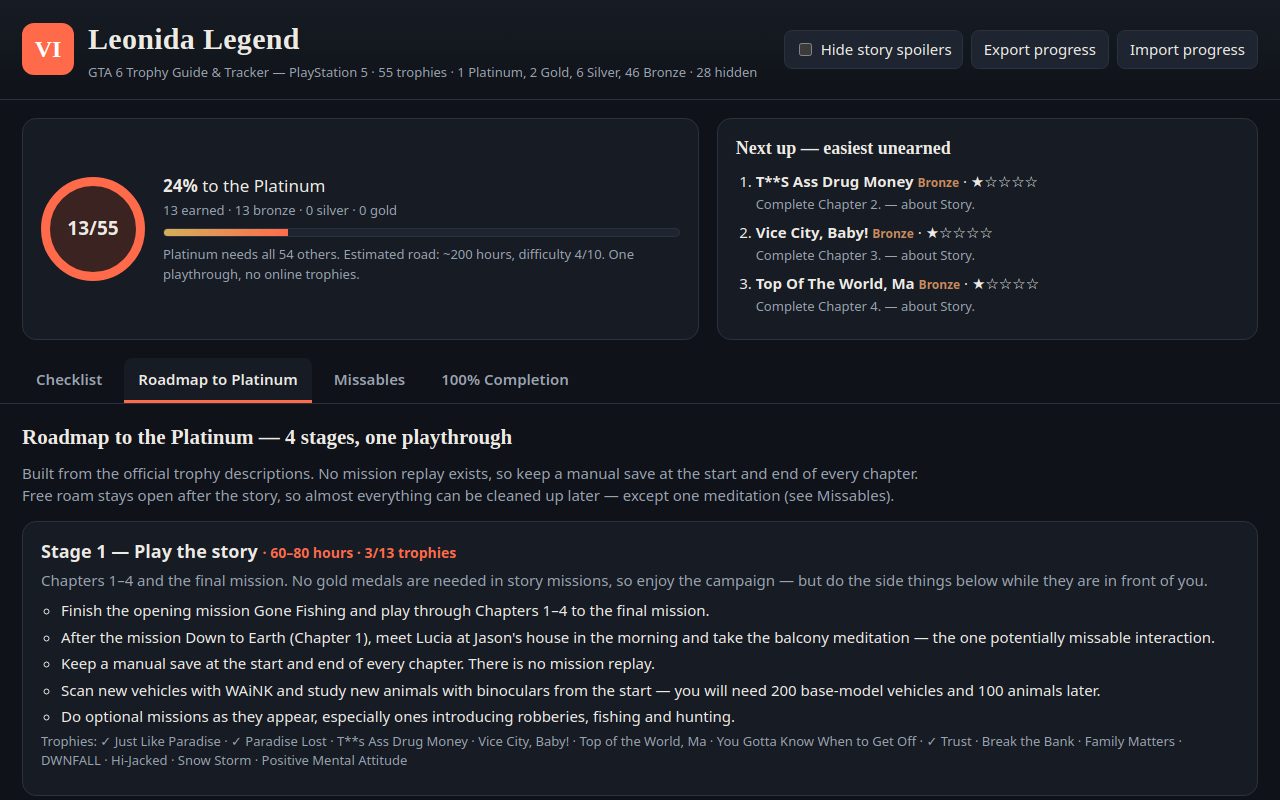 VI
Leonida Legend
GTA 6 Trophy Guide & Tracker — PlayStation 5 · 55 trophies · 1 Platinum, 2 Gold, 6 Silver, 46 Bronze · 28 hidden
Hide story spoilers
Export progress
Import progress
13/55
24% to the Platinum
13 earned · 13 bronze · 0 silver · 0 gold
Platinum needs all 54 others. Estimated road: ~200 hours, difficulty 4/10. One
playthrough, no online trophies.
Next up — easiest unearned
1. T**S Ass Drug Money Bronze · ★☆☆☆☆
Complete Chapter 2. — about Story.
2. Vice City, Baby! Bronze · ★☆☆☆☆
Complete Chapter 3. — about Story.
3. Top Of The World, Ma Bronze · ★☆☆☆☆
Complete Chapter 4. — about Story.
Checklist
Roadmap to Platinum
Missables
100% Completion
Roadmap to the Platinum — 4 stages, one playthrough
Built from the official trophy descriptions. No mission replay exists, so keep a manual save at the start and end of every chapter.
Free roam stays open after the story, so almost everything can be cleaned up later — except one meditation (see Missables).
Stage 1 — Play the story · 60–80 hours · 3/13 trophies
Chapters 1–4 and the final mission. No gold medals are needed in story missions, so enjoy the campaign — but do the side things below while they are in front of you.
Finish the opening mission Gone Fishing and play through Chapters 1–4 to the final mission.
After the mission Down to Earth (Chapter 1), meet Lucia at Jason's house in the morning and take the balcony meditation — the one potentially missable interaction.
Keep a manual save at the start and end of every chapter. There is no mission replay.
Scan new vehicles with WAiNK and study new animals with binoculars from the start — you will need 200 base-model vehicles and 100 animals later.
Do optional missions as they appear, especially ones introducing robberies, fishing and hunting.
Trophies: ✓ Just Like Paradise · ✓ Paradise Lost · T**s Ass Drug Money · Vice City, Baby! · Top of the World, Ma · You Gotta Know When to Get Off · ✓ Trust · Break the Bank · Family Matters ·
DWNFALL · Hi-Jacked · Snow Storm · Positive Mental Attitude